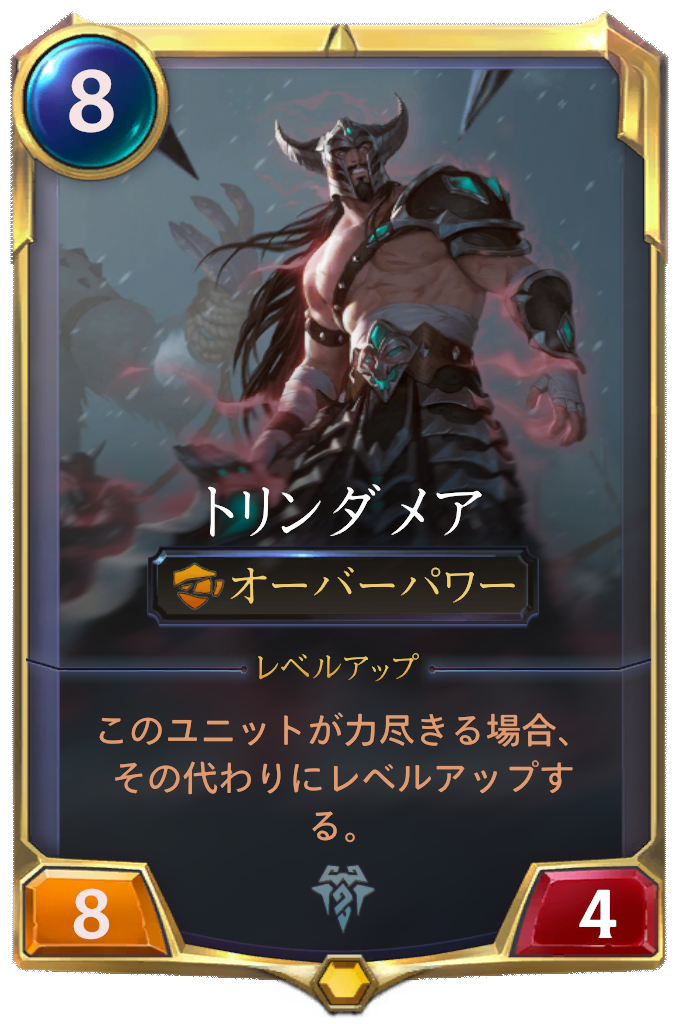 8
トリンダメア
オーバーパワー
レベルアップ
このユニットが力尽きる場合、
その代わりにレベルアップす
る。
8
4